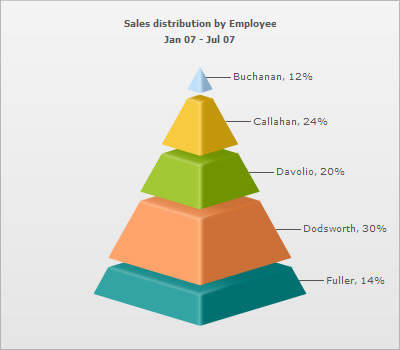 Sales distribution by Employee
Jan 07 - Jul 07
Buchanan, 12%
Callahan, 24%
Davolio, 20%
Dodsworth, 30%
Fuller, 14%